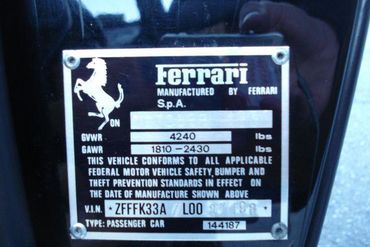 Ferrari
MANUFACTURED BY FERRARI
S.p.A.
ON
GVWR 4240 lbs
GAWR 1810-2430 lbs
THIS VEHICLE CONFORMS TO ALL APPLICABLE
FEDERAL MOTOR VEHICLE SAFETY, BUMPER AND
THEFT PREVENTION STANDARDS IN EFFECT ON
THE DATE OF MANUFACTURE SHOWN ABOVE
V.I.N. ZFFFK33A L00
TYPE: PASSENGER CAR 144187